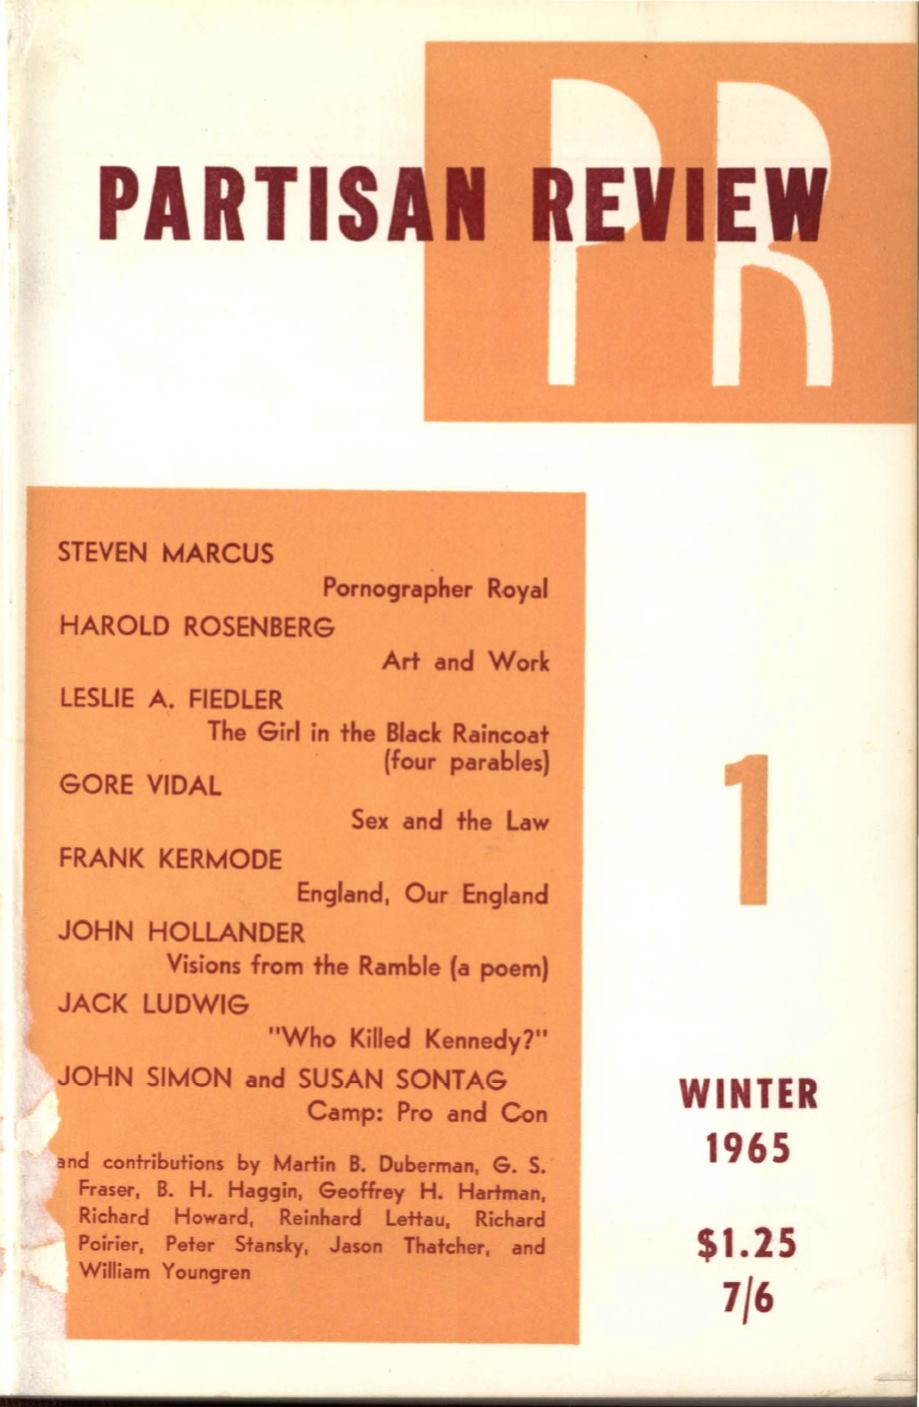 PR
PARTISAN REVIEW
STEVEN MARCUS
Pornographer Royal
HAROLD ROSENBERG
Art and Work
LESLIE A. FIEDLER
The Girl in the Black Raincoat
(four parables)
GORE VIDAL
Sex and the Law
FRANK KERMODE
England, Our England
JOHN HOLLANDER
Visions from the Ramble (a poem)
JACK LUDWIG
"Who Killed Kennedy?"
JOHN SIMON and SUSAN SONTAG
Camp: Pro and Con
and contributions by Martin B. Duberman, G. S.
Fraser, B. H. Haggin, Geoffrey H. Hartman,
Richard Howard, Reinhard Lettau, Richard
Poirier, Peter Stansky, Jason Thatcher, and
William Youngren
1
WINTER
1965
$1.25
7/6